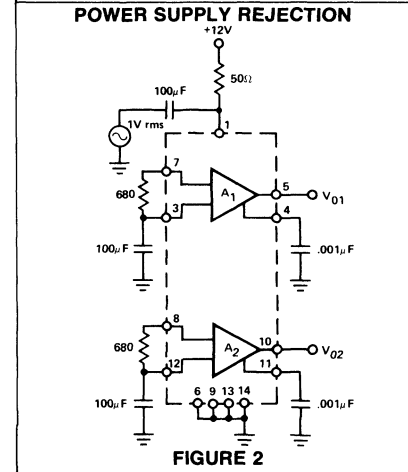 POWER SUPPLY REJECTION
+12V
50Ω
100μF
1V rms
1
7
680
A1
5
V01
3
4
100μF
.001μF
8
680
A2
10
V02
12
11
6 9 13 14
100μF
.001μF
FIGURE 2